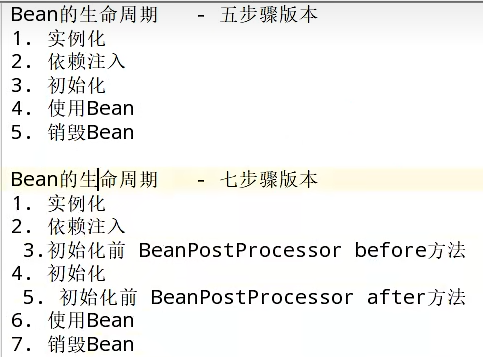 Bean的生命周期   - 五步骤版本
1. 实例化
2. 依赖注入
3. 初始化
4. 使用Bean
5. 销毁Bean
Bean的生命周期   - 七步骤版本
1. 实例化
2. 依赖注入
3.初始化前 BeanPostProcessor before方法
4. 初始化
5. 初始化前 BeanPostProcessor after方法
6. 使用Bean
7. 销毁Bean